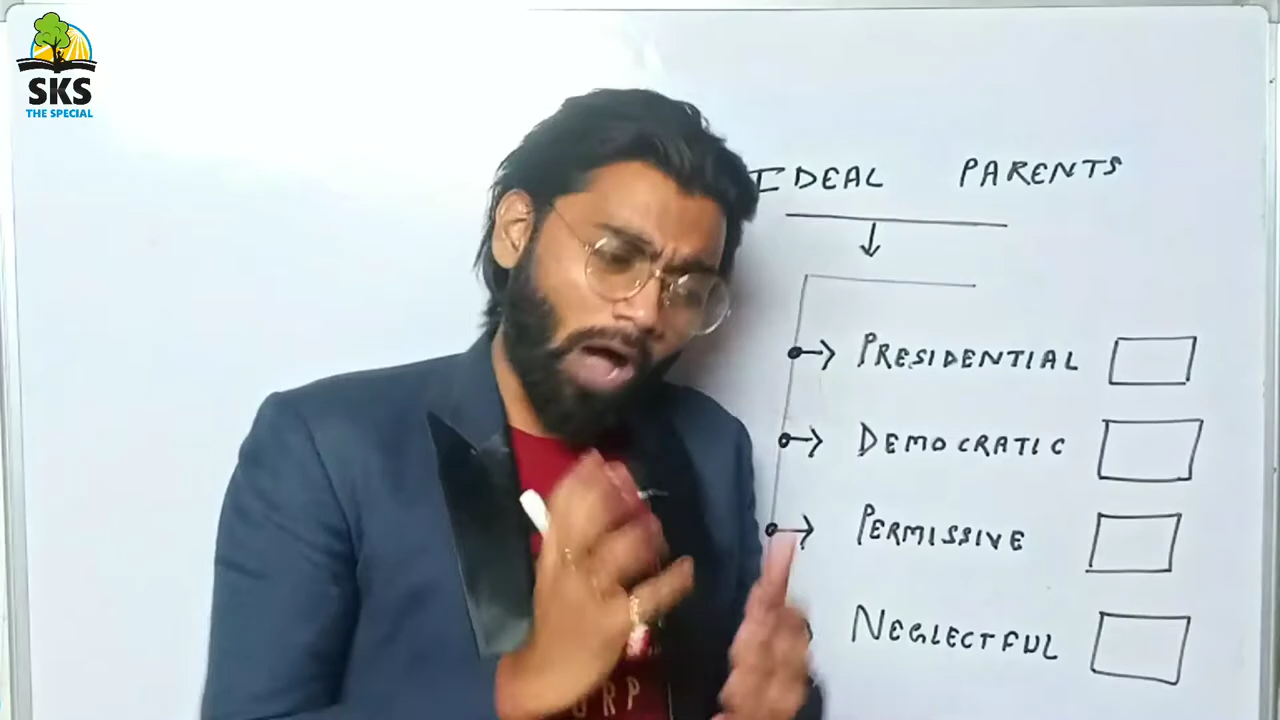 SKS
THE SPECIAL
IDEAL PARENTS
PRESIDENTIAL
DEMOCRATIC
PERMISSIVE
NEGLECTFUL